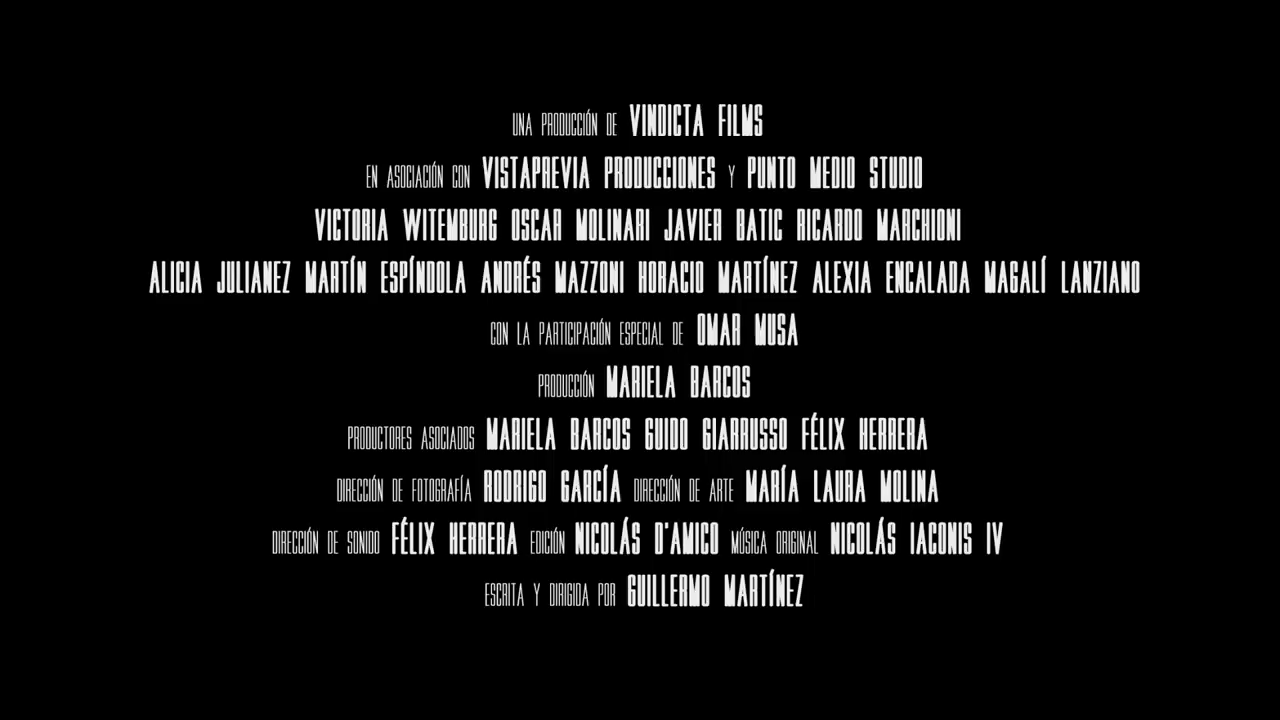 UNA PRODUCCIÓN DE VINDICTA FILMS
EN ASOCIACIÓN CON VISTAPREVIA PRODUCCIONES Y PUNTO MEDIO STUDIO
VICTORIA WITEMBURG OSCAR MOLINARI JAVIER BATIC RICARDO MARCHIONI
ALICIA JULIANEZ MARTÍN ESPÍNDOLA ANDRÉS MAZZONI HORACIO MARTÍNEZ ALEXIA ENCALADA MAGALÍ LANZIANO
CON LA PARTICIPACIÓN ESPECIAL DE OMAR MUSA
PRODUCCIÓN MARIELA BARCOS
PRODUCTORES ASOCIADOS MARIELA BARCOS GUIDO GIARRUSSO FÉLIX HERRERA
DIRECCIÓN DE FOTOGRAFÍA RODRIGO GARCÍA DIRECCIÓN DE ARTE MARÍA LAURA MOLINA
DIRECCIÓN DE SONIDO FÉLIX HERRERA EDICIÓN NICOLÁS D'AMICO MÚSICA ORIGINAL NICOLÁS IACONIS IV
ESCRITA Y DIRIGIDA POR GUILLERMO MARTÍNEZ